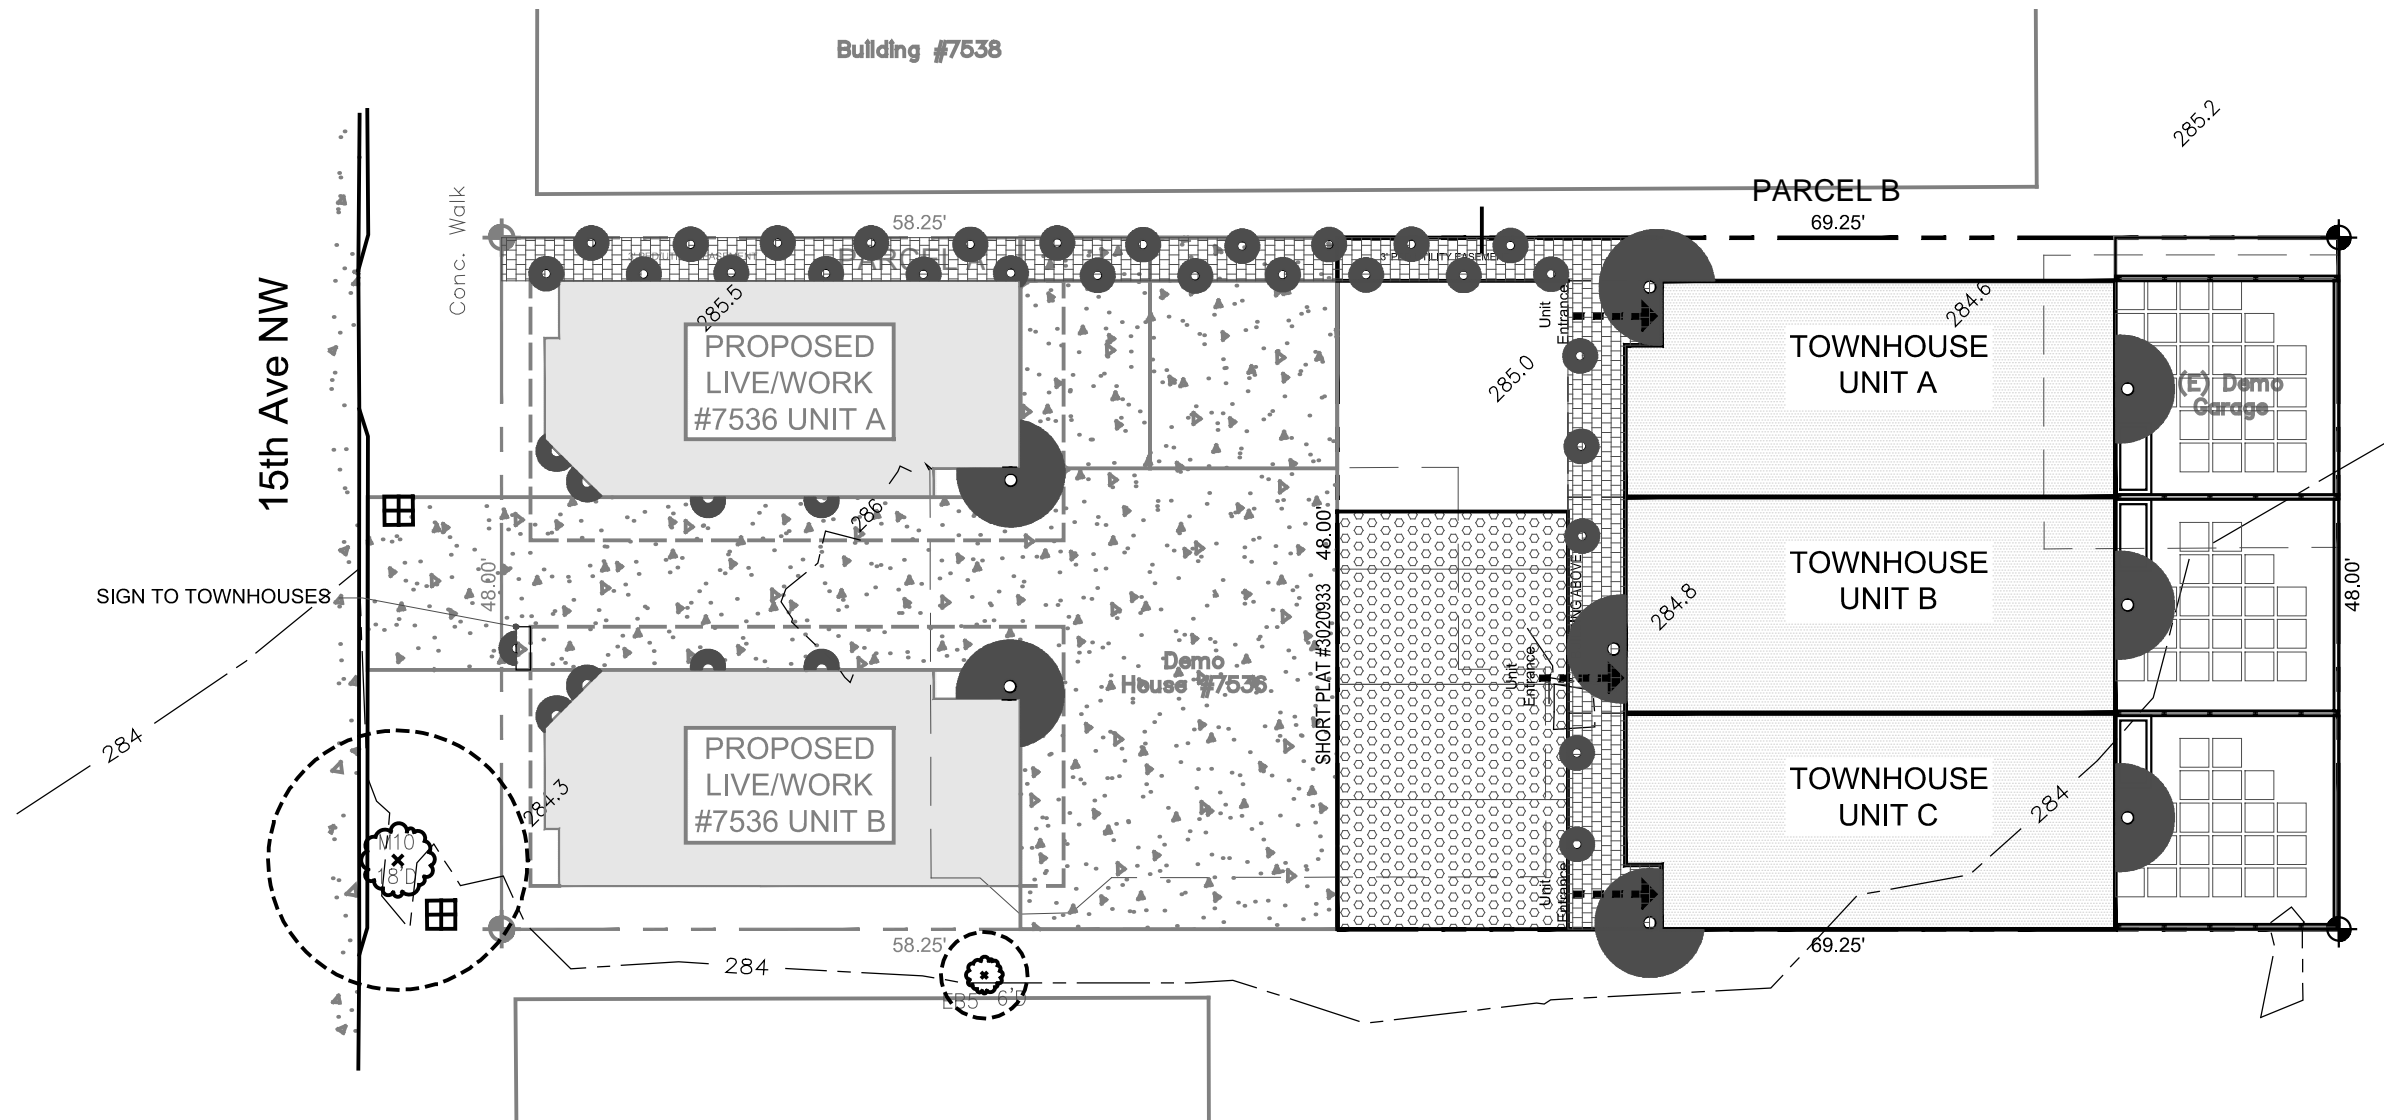 Building #7538
285.2
PARCEL B
58.25'
69.25'
Conc. Walk
15th Ave NW
PARCEL A
285.5
284.6
Unit
Entrance
285.0
PROPOSED
LIVE/WORK
#7536 UNIT A
TOWNHOUSE
UNIT A
(E) Demo
Garage
286
48.00'
SHORT PLAT #3020933 48.00'
SIGN TO TOWNHOUSES
284.8
TOWNHOUSE
UNIT B
48.00'
Demo
House #7536
Unit
Entrance
284
PROPOSED
LIVE/WORK
#7536 UNIT B
284.3
TOWNHOUSE
UNIT C
284
M10
18'D
Unit
Entrance
58.25'
69.25'
284
EB5 6'D